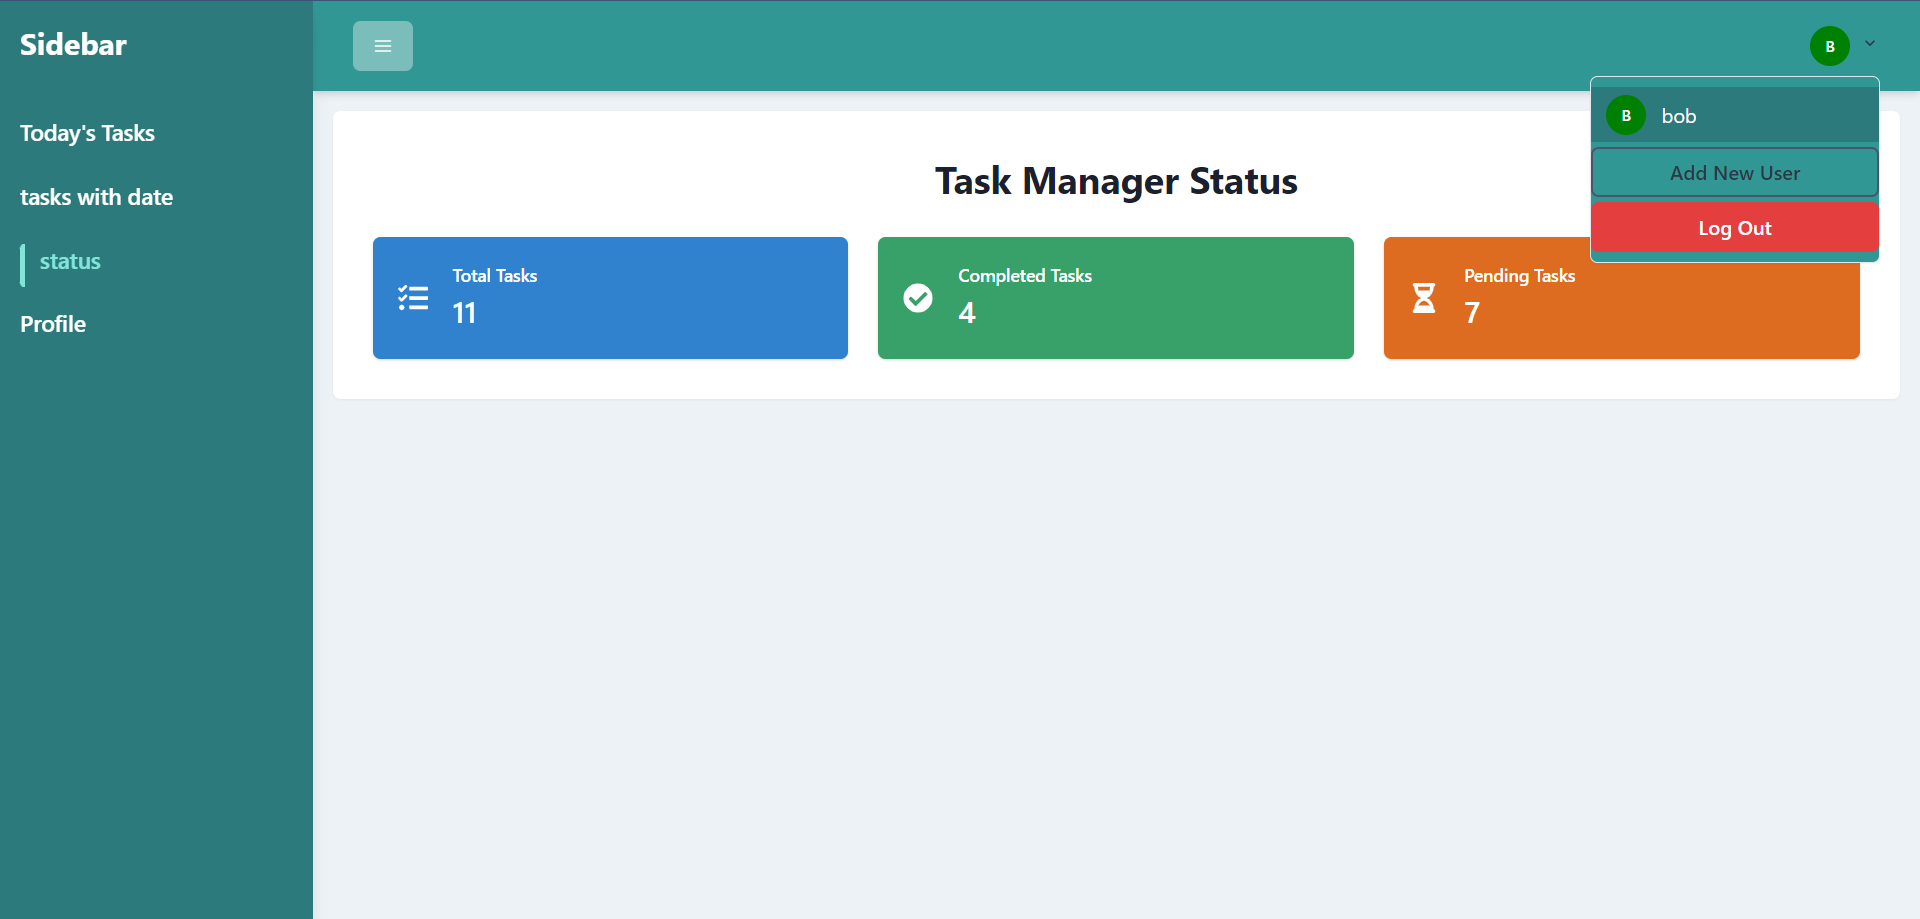 Sidebar
Today's Tasks
tasks with date
status
Profile
B
B
bob
Add New User
Log Out
Task Manager Status
Total Tasks
11
Completed Tasks
4
Pending Tasks
7